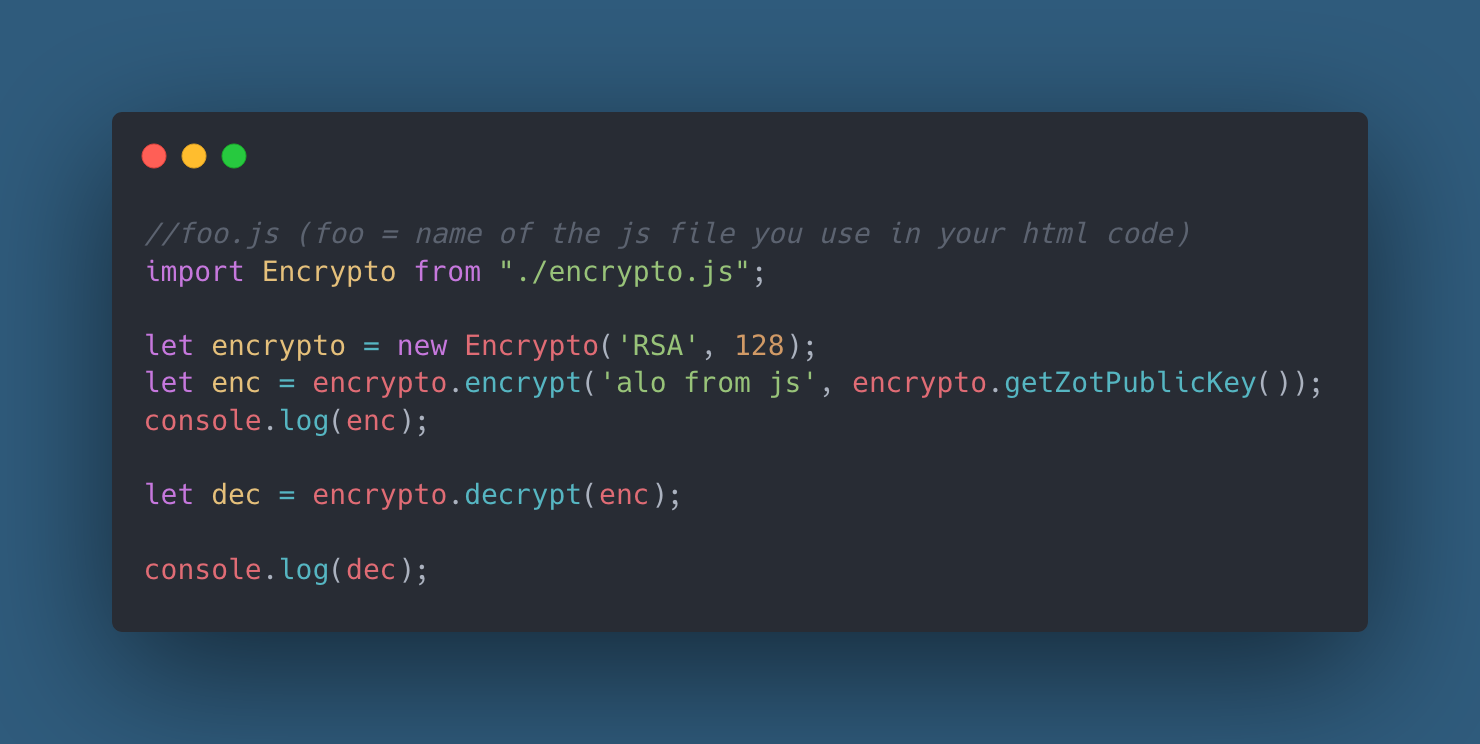 //foo.js (foo = name of the js file you use in your html code)
import Encrypto from "./encrypto.js";
let encrypto = new Encrypto('RSA', 128);
let enc = encrypto.encrypt('alo from js', encrypto.getZotPublicKey());
console.log(enc);
let dec = encrypto.decrypt(enc);
console.log(dec);